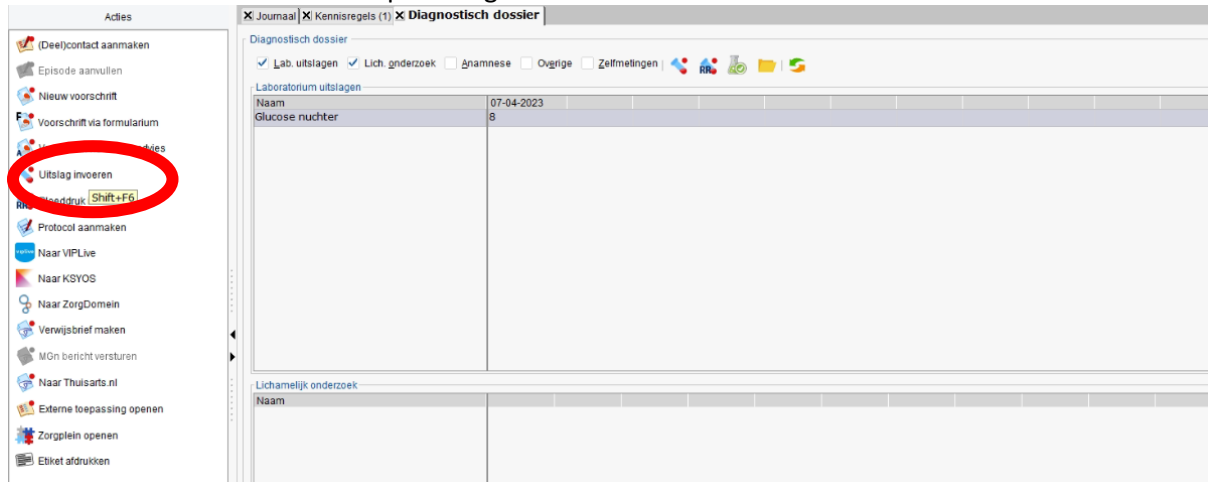 Acties
(Deel)contact aanmaken
Episode aanvullen
Nieuw voorschrift
Voorschrift via formularium
Uitslag invoeren
Shift+F6
Protocol aanmaken
Naar VIPLive
Naar KSYOS
Naar ZorgDomein
Verwijsbrief maken
MGn bericht versturen
Naar Thuisarts.nl
Externe toepassing openen
Zorgplein openen
Etiket afdrukken
X Journaal X Kennisregels (1) X Diagnostisch dossier
Diagnostisch dossier
Lab. uitslagen Lich. onderzoek Anamnese Overige Zelfmetingen
Laboratorium uitslagen
Naam 07-04-2023
Glucose nuchter 8
Lichamelijk onderzoek
Naam